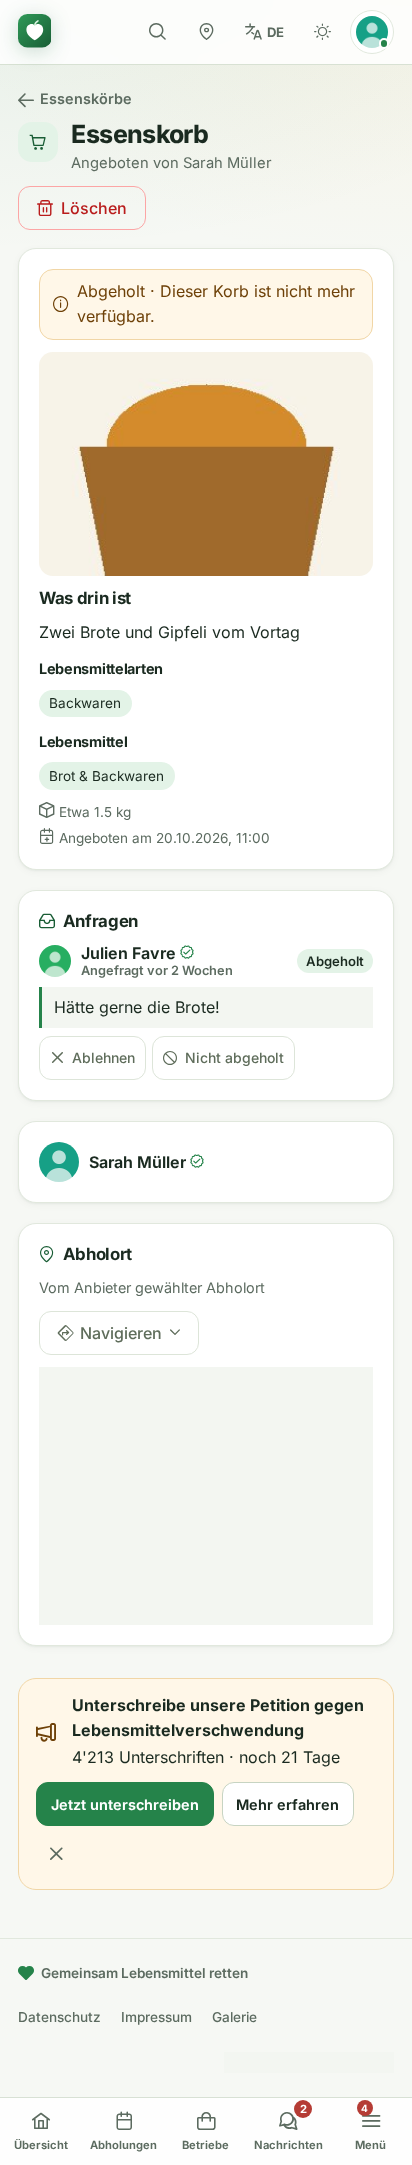 DE
Essenskörbe
Essenskorb
Angeboten von Sarah Müller
Löschen
Abgeholt · Dieser Korb ist nicht mehr
verfügbar.
Was drin ist
Zwei Brote und Gipfeli vom Vortag
Lebensmittelarten
Backwaren
Lebensmittel
Brot & Backwaren
Etwa 1.5 kg
Angeboten am 20.10.2026, 11:00
Anfragen
Julien Favre
Angefragt vor 2 Wochen
Abgeholt
Hätte gerne die Brote!
Ablehnen
Nicht abgeholt
Sarah Müller
Abholort
Vom Anbieter gewählter Abholort
Navigieren
Unterschreibe unsere Petition gegen
Lebensmittelverschwendung
4'213 Unterschriften · noch 21 Tage
Jetzt unterschreiben
Mehr erfahren
Gemeinsam Lebensmittel retten
Datenschutz Impressum Galerie
2
4
Übersicht Abholungen Betriebe Nachrichten Menü